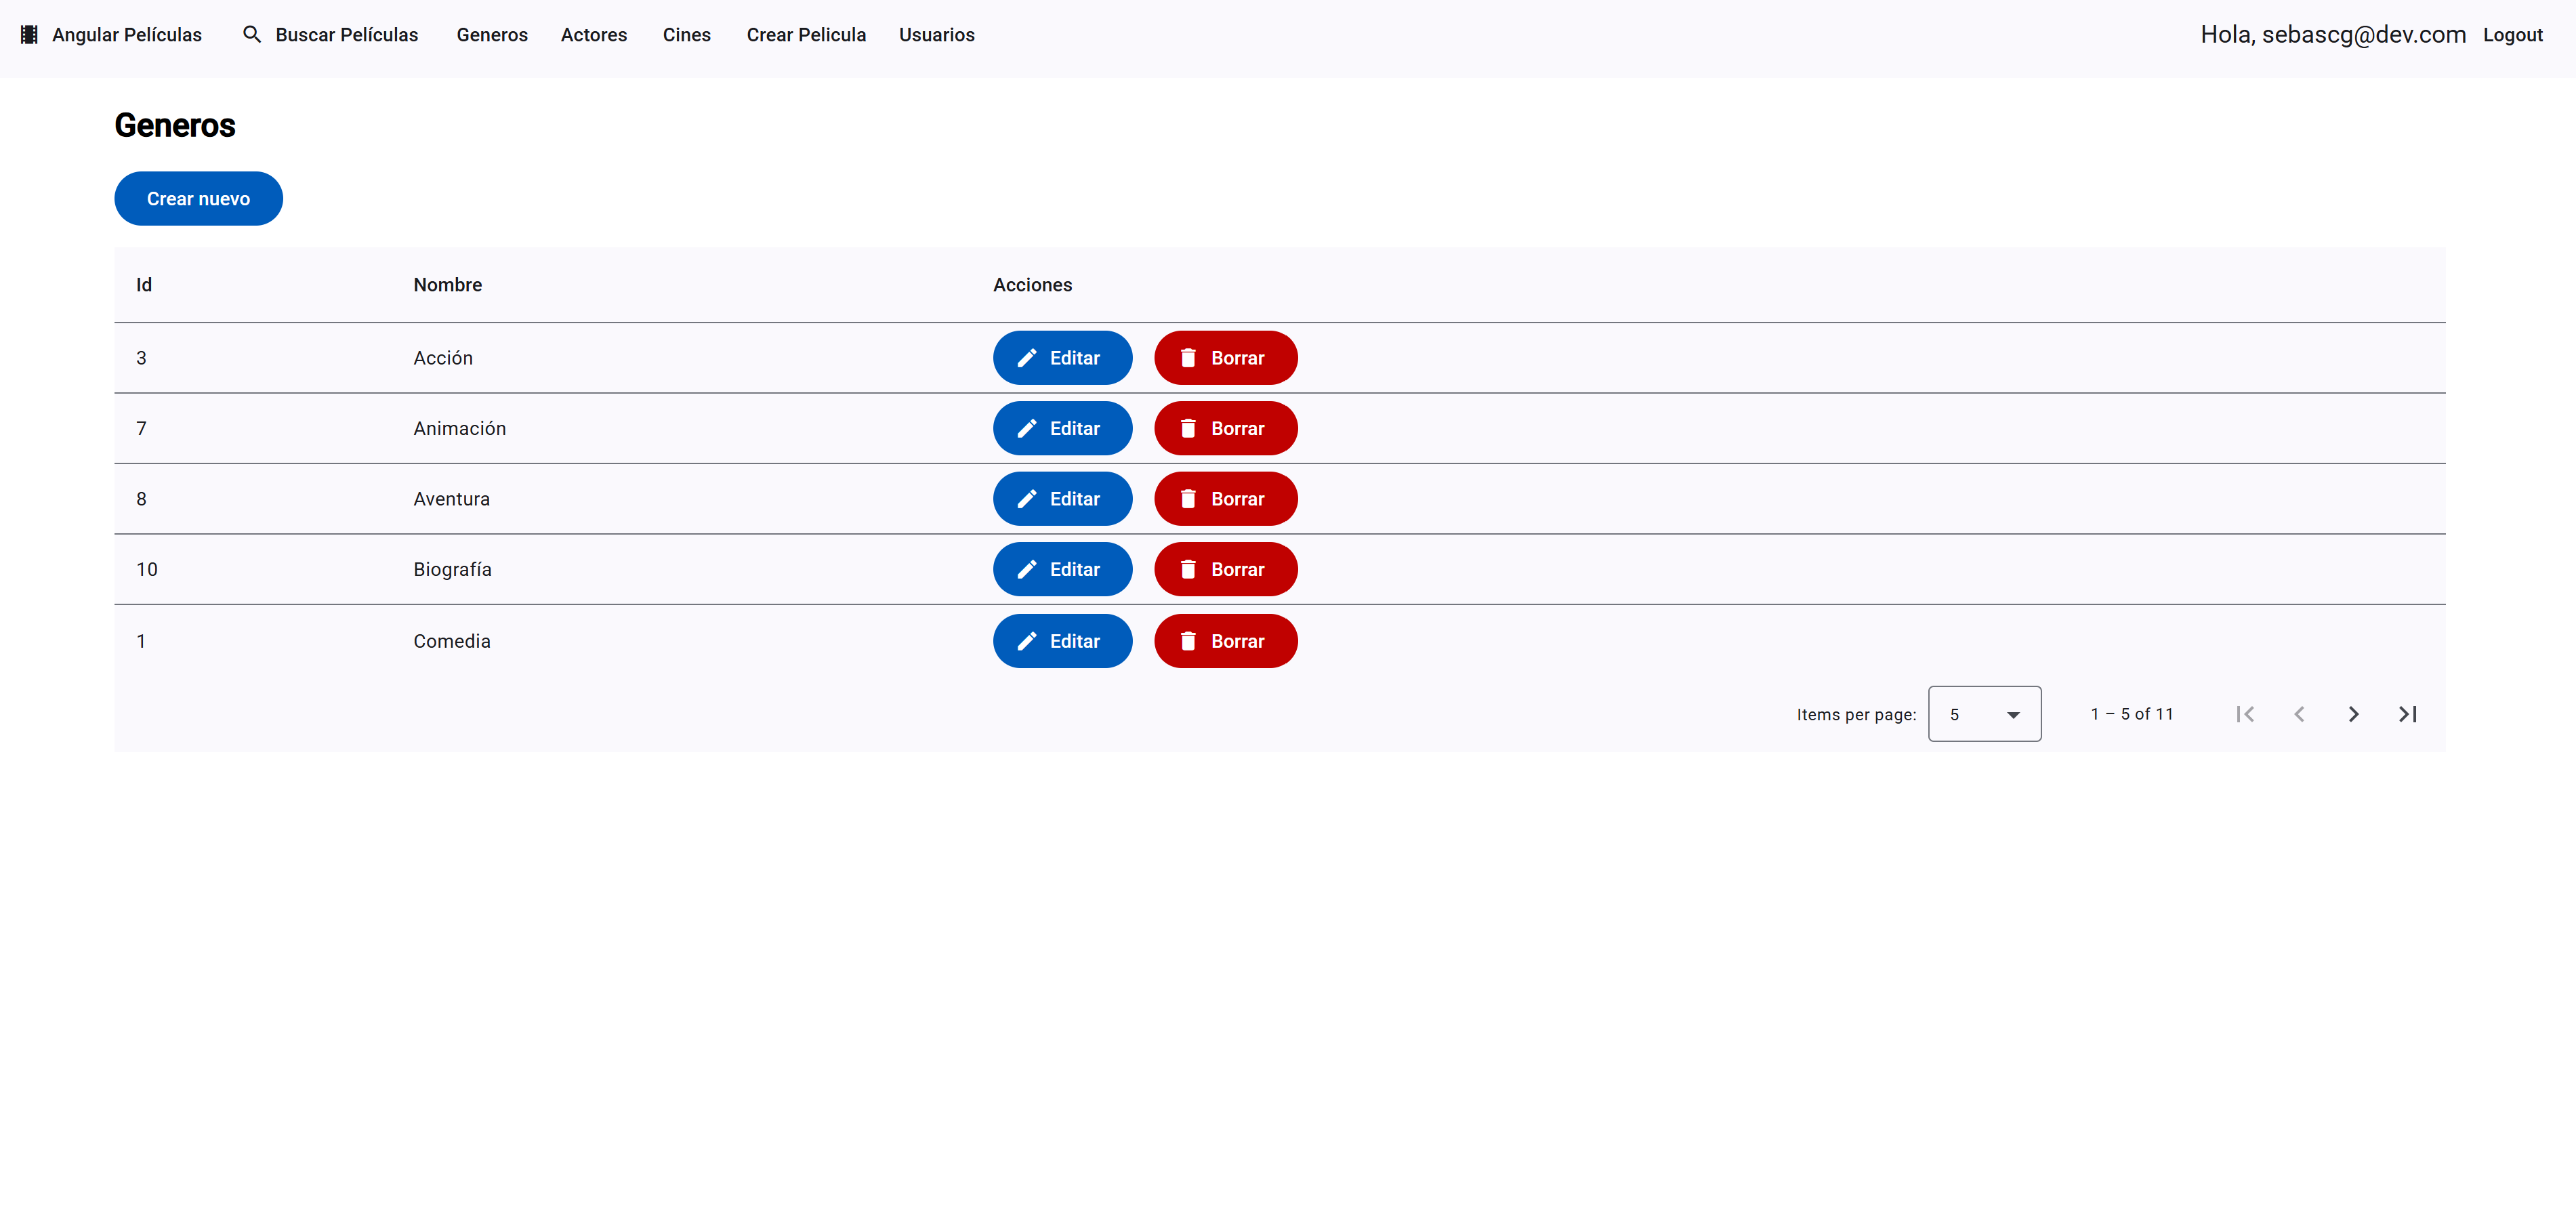 Angular Películas Buscar Películas Generos Actores Cines Crear Pelicula Usuarios Hola, sebascg@dev.com Logout
Generos
Crear nuevo
Id Nombre Acciones
3 Acción Editar Borrar
7 Animación Editar Borrar
8 Aventura Editar Borrar
10 Biografía Editar Borrar
1 Comedia Editar Borrar
Items per page: 5 1 – 5 of 11